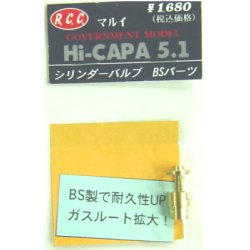 R.C.C
マルイ
¥1680
(税込価格)
GOVERNMENT MODEL
Hi-CAPA 5.1
シリンダーバルブ BSパーツ
BS製で耐久性UP
ガスルート拡大!